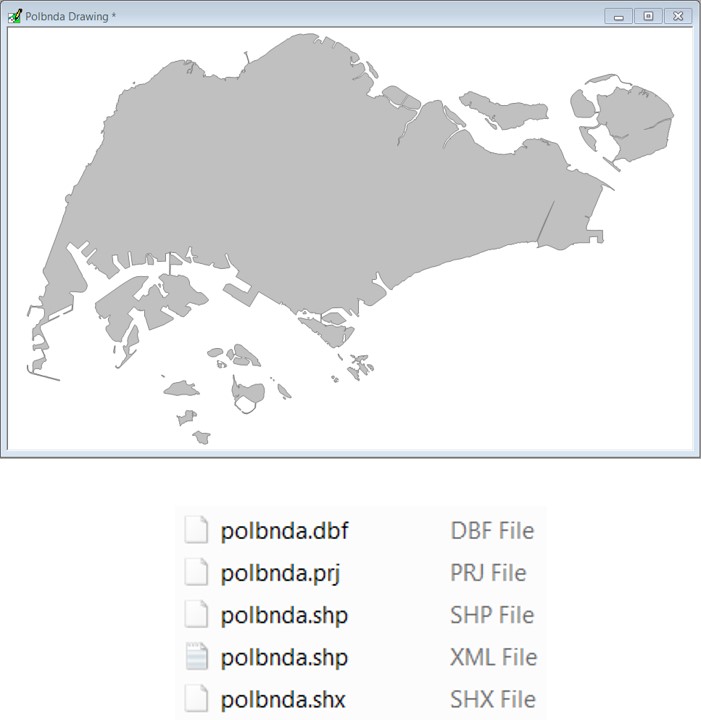 Polbnda Drawing *
polbnda.dbf DBF File
polbnda.prj PRJ File
polbnda.shp SHP File
polbnda.shp XML File
polbnda.shx SHX File